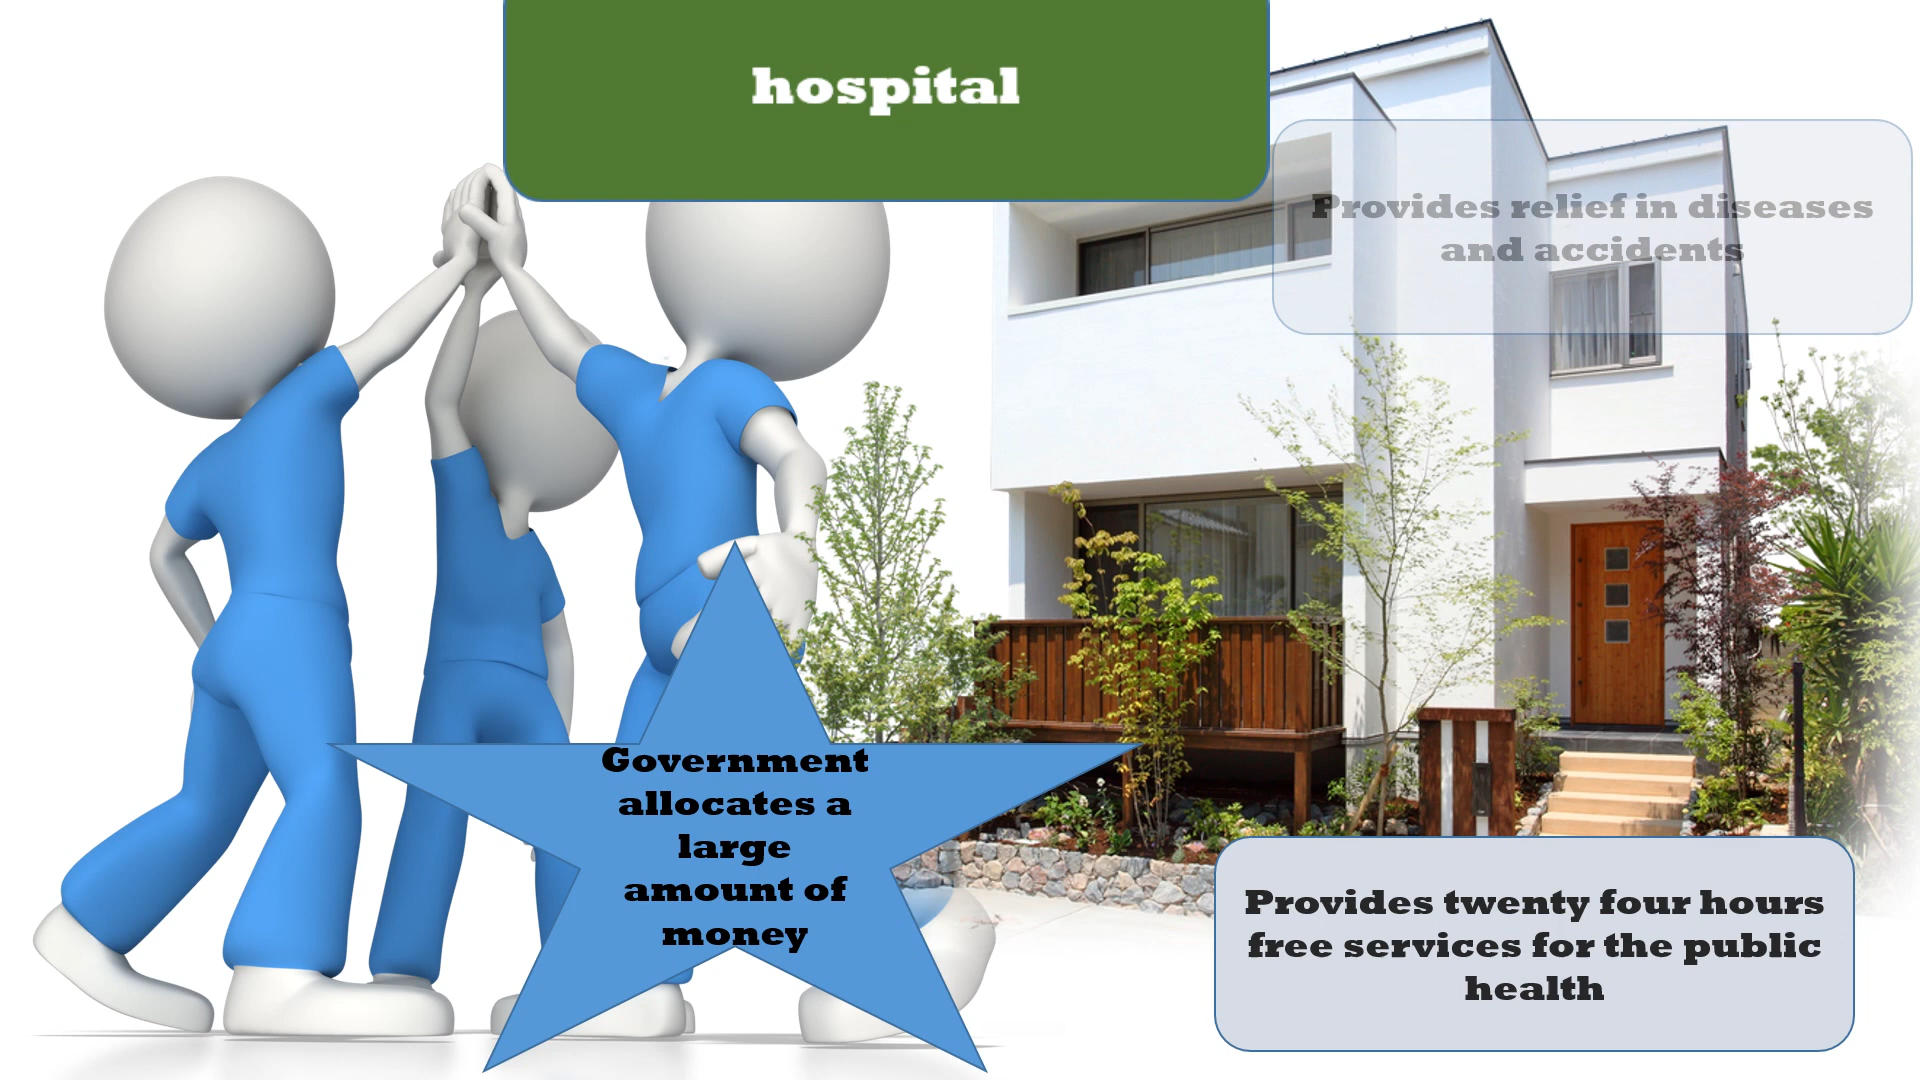 hospital
Provides relief in diseases
and accidents
Government
allocates a
large
amount of
money
Provides twenty four hours
free services for the public
health